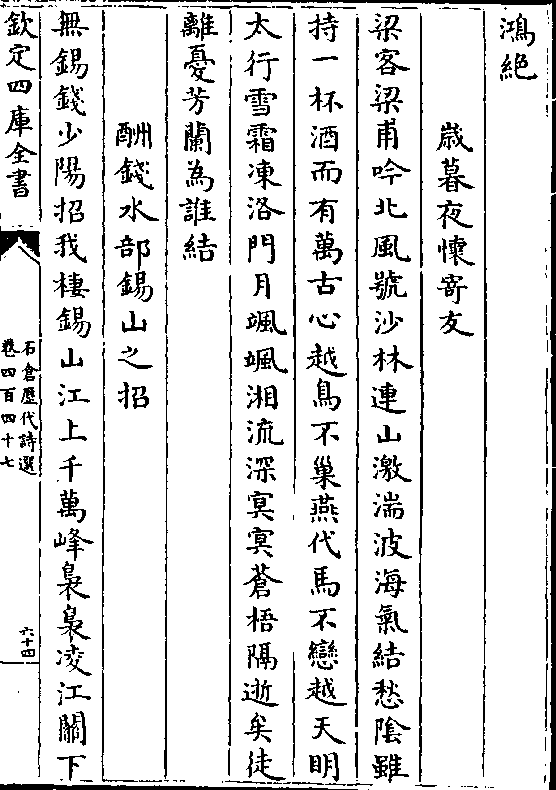 鴻絶
歳暮夜懷寄友
梁客梁甫吟北風號沙林連山激湍波海氣結愁陰雖
持一杯酒而有萬古心越鳥不巢燕代馬不戀越天明
太行雪霜凍洛門月颯颯湘流深冥冥蒼梧隔逝矣徒
離憂芳蘭為誰結
酬錢水部錫山之招
無錫錢少陽招我棲錫山江上千萬峰裊裊凌江關下
欽定四庫全書
石倉歷代詩選
卷四百四十七
六十四